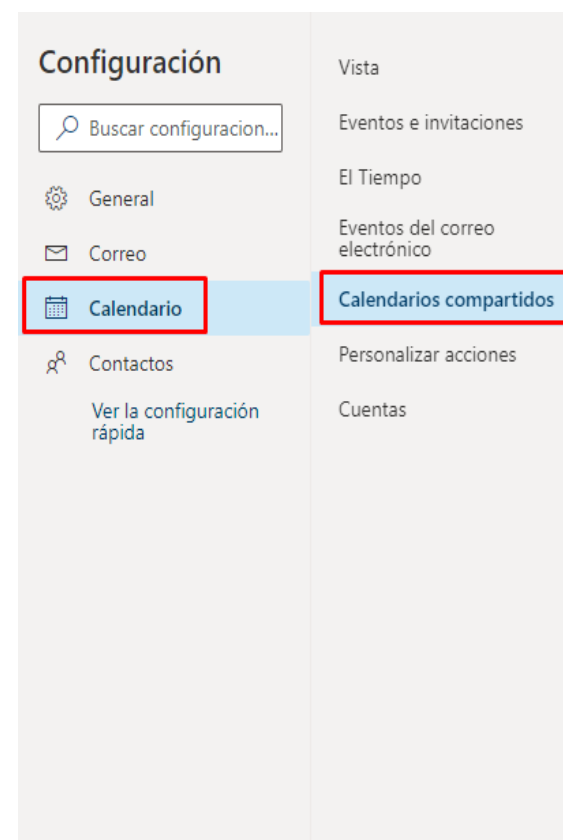 Configuración
Buscar configuracion...
General
Correo
Calendario
Contactos
Ver la configuración
rápida
Vista
Eventos e invitaciones
El Tiempo
Eventos del correo
electrónico
Calendarios compartidos
Personalizar acciones
Cuentas